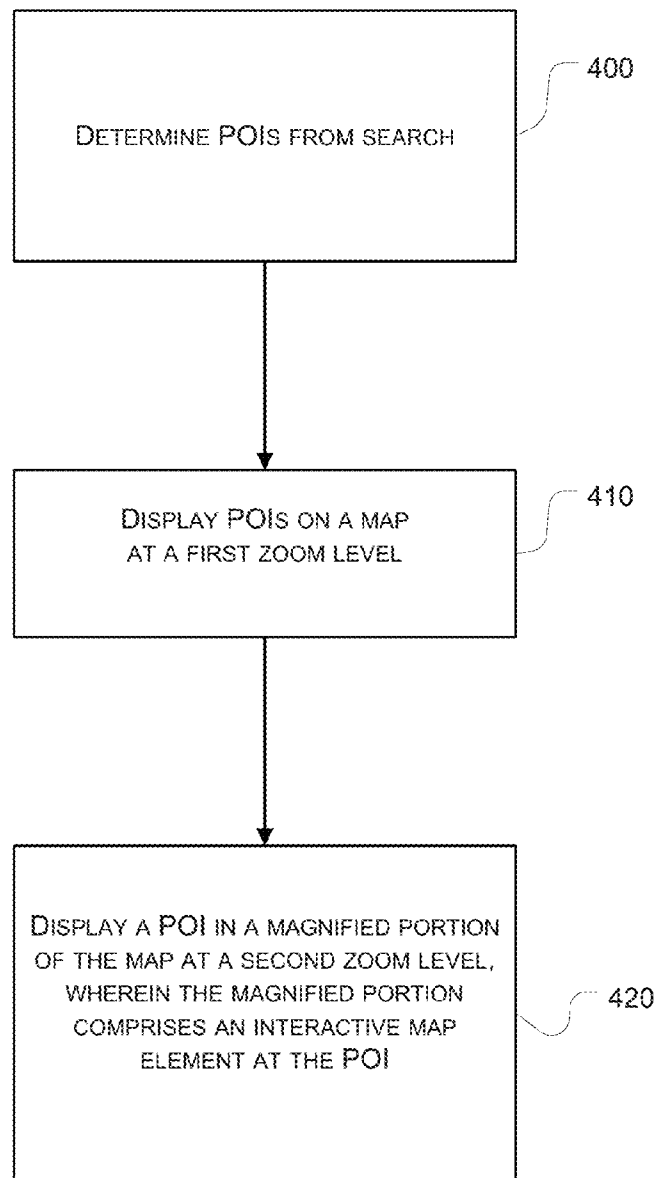 DETERMINE POIS FROM SEARCH
400
DISPLAY POIS ON A MAP
AT A FIRST ZOOM LEVEL
410
DISPLAY A POI IN A MAGNIFIED PORTION
OF THE MAP AT A SECOND ZOOM LEVEL,
WHEREIN THE MAGNIFIED PORTION
COMPRISES AN INTERACTIVE MAP
ELEMENT AT THE POI
420